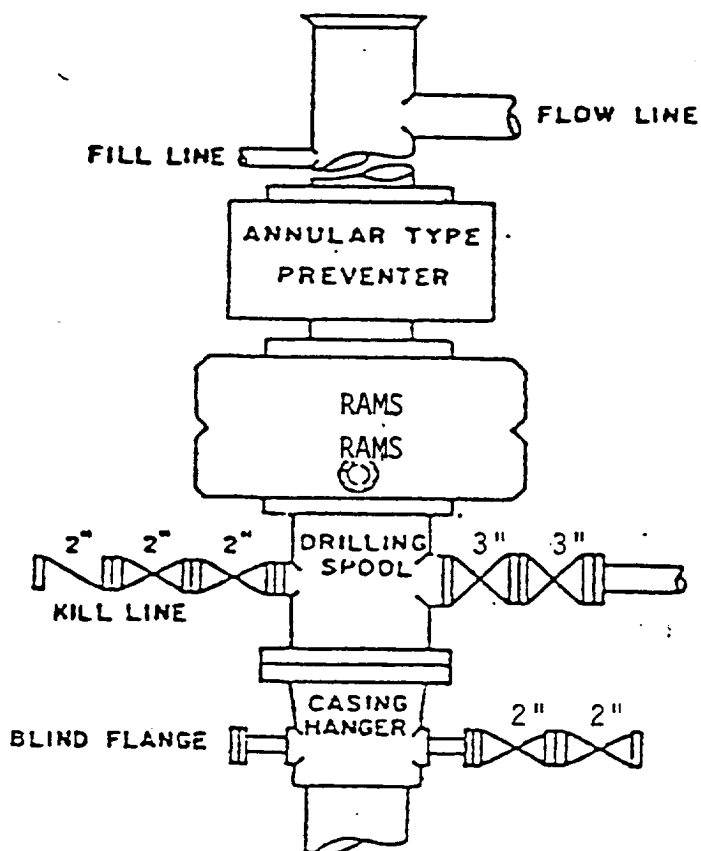 FLOW LINE
FILL LINE
ANNULAR TYPE
PREVENTER
RAMS
RAMS
2" 2" 2"
DRILLING
SPOOL
3" 3"
KILL LINE
CASING
HANGER
2" 2"
BLIND FLANGE